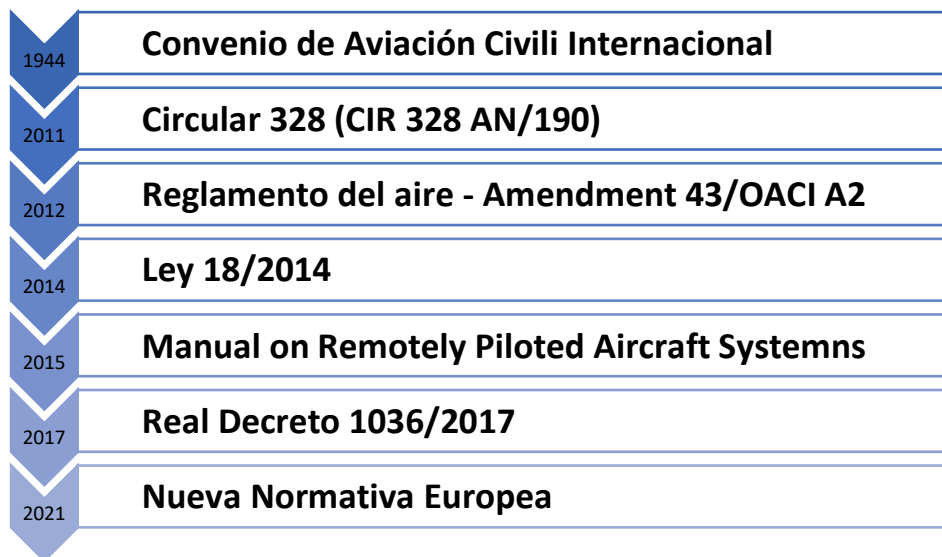 1944
Convenio de Aviación Civili Internacional
2011
Circular 328 (CIR 328 AN/190)
2012
Reglamento del aire - Amendment 43/OACI A2
2014
Ley 18/2014
2015
Manual on Remotely Piloted Aircraft Systemns
2017
Real Decreto 1036/2017
2021
Nueva Normativa Europea